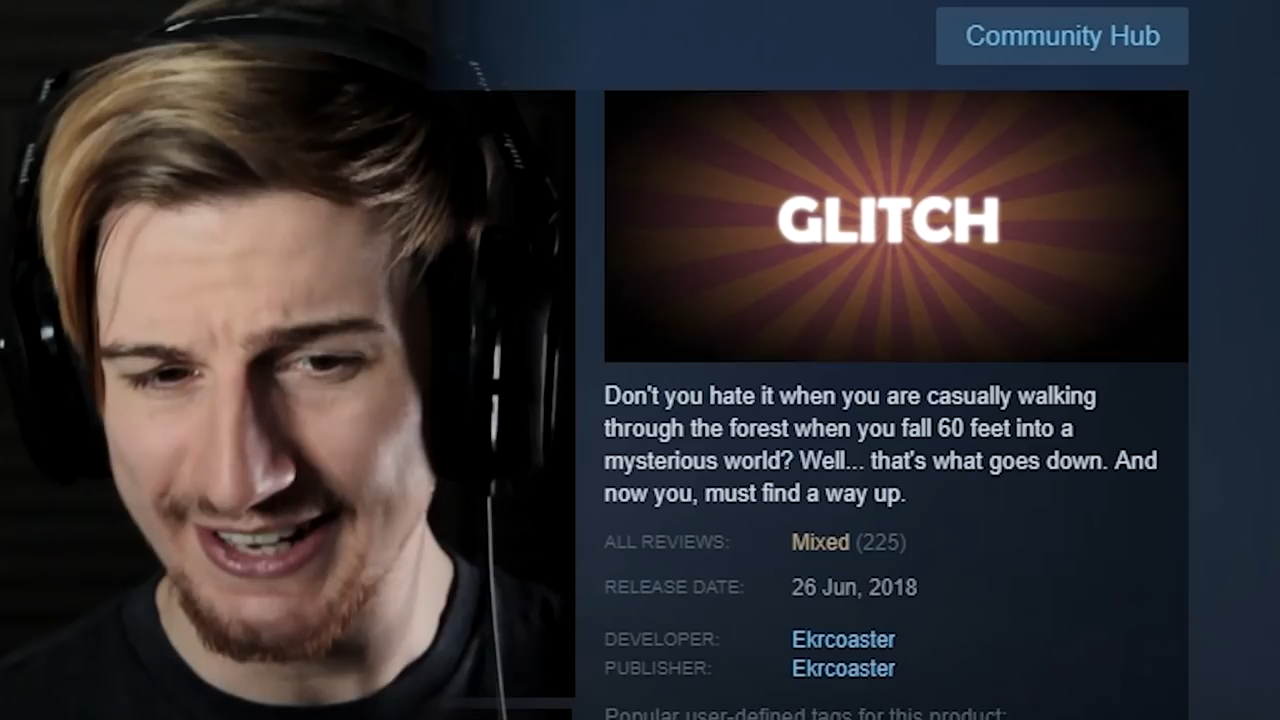 Community Hub
GLITCH
Don't you hate it when you are casually walking
through the forest when you fall 60 feet into a
mysterious world? Well... that's what goes down. And
now you, must find a way up.
ALL REVIEWS: Mixed (225)
RELEASE DATE: 26 Jun, 2018
DEVELOPER: Ekrcoaster
PUBLISHER: Ekrcoaster
Popular user-defined tags for this product: